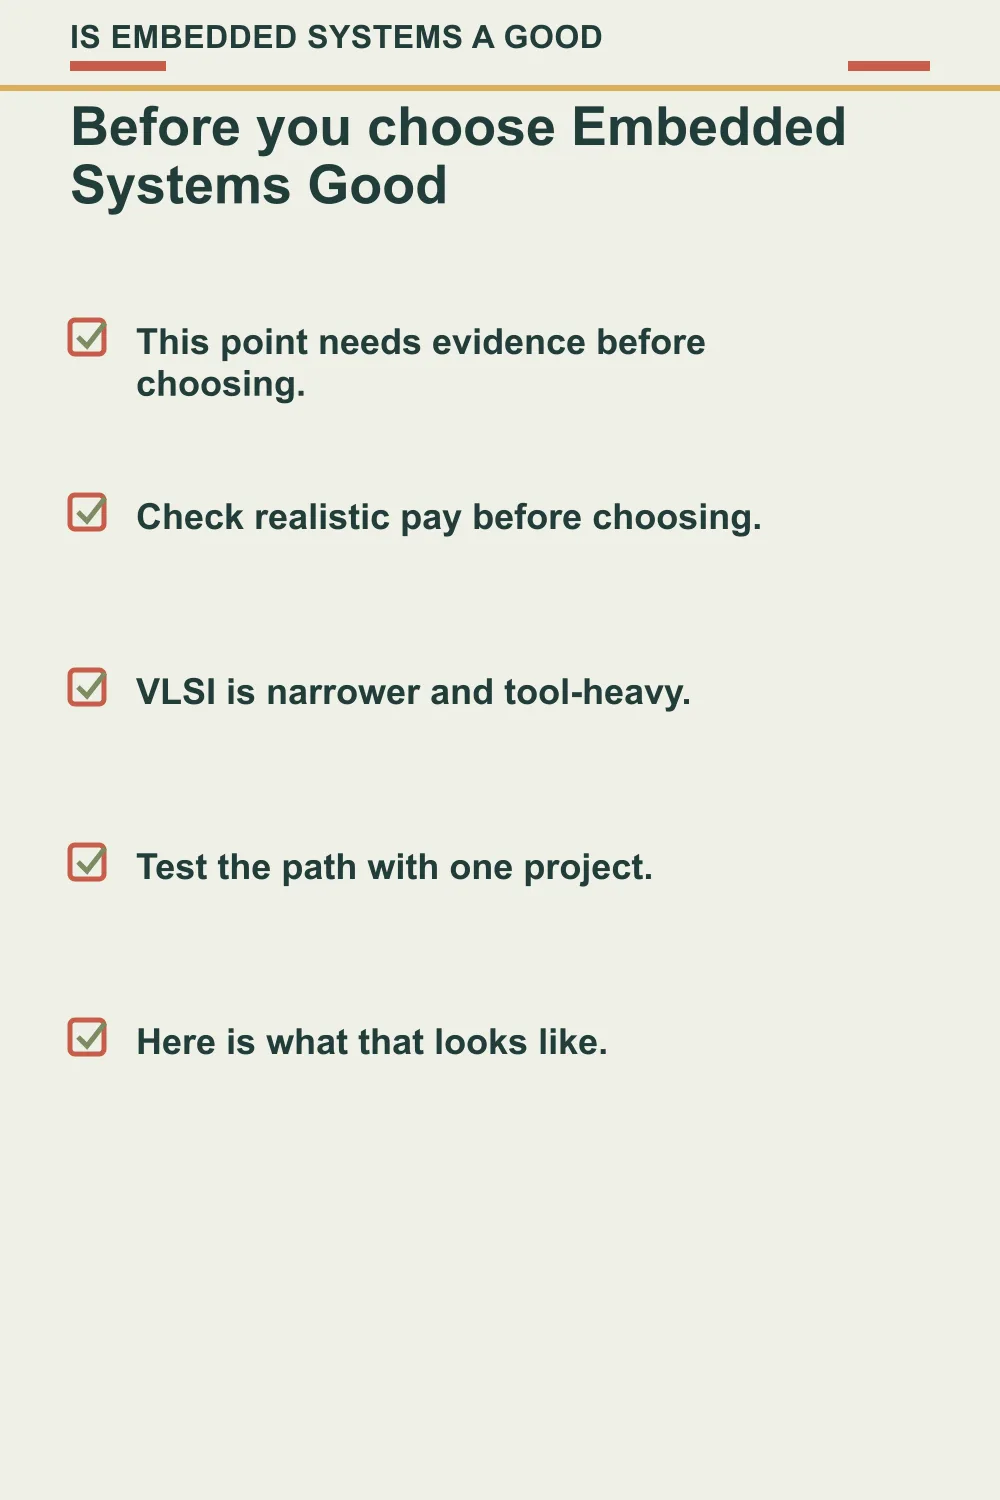 IS EMBEDDED SYSTEMS A GOOD
Before you choose Embedded
Systems Good
This point needs evidence before
choosing.
Check realistic pay before choosing.
VLSI is narrower and tool-heavy.
Test the path with one project.
Here is what that looks like.